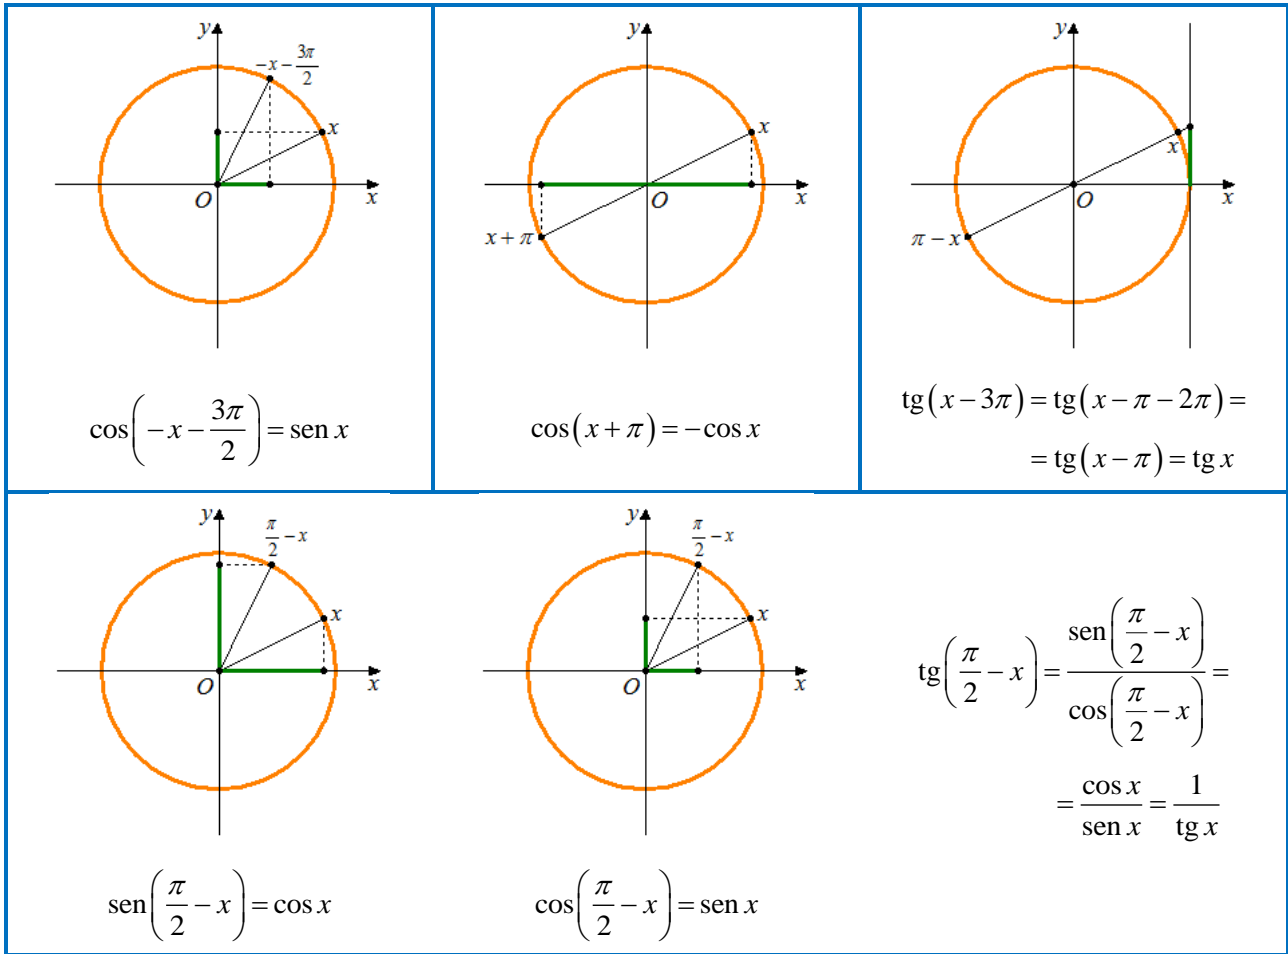 y
-x - 3π/2
x
O
x
cos(-x - 3π/2) = sen x
y
x
O
x
x + π
cos(x + π) = -cos x
y
x
O
x
π - x
tg(x - 3π) = tg(x - π - 2π) =
= tg(x - π) = tg x
y
π/2 - x
x
O
x
sen(π/2 - x) = cos x
y
π/2 - x
x
O
x
cos(π/2 - x) = sen x
tg(π/2 - x) = sen(π/2 - x) / cos(π/2 - x) =
= cos x / sen x = 1 / tg x